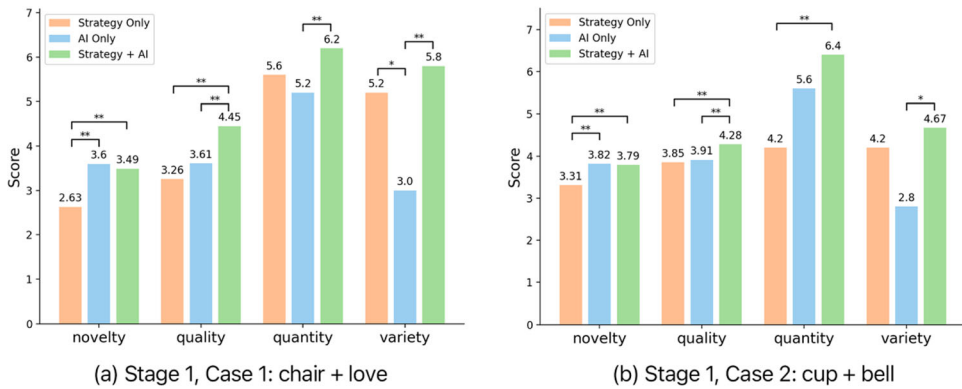 7
6
5
4
3
2
1
0
Score
Strategy Only
AI Only
Strategy + AI
**
**
2.63
3.6
3.49
**
**
3.26
3.61
4.45
**
5.6
5.2
6.2
**
*
5.2
3.0
5.8
novelty
quality
quantity
variety
(a) Stage 1, Case 1: chair + love
7
6
5
4
3
2
1
0
Score
Strategy Only
AI Only
Strategy + AI
**
**
3.31
3.82
3.79
**
**
3.85
3.91
4.28
**
4.2
5.6
6.4
*
4.2
2.8
4.67
novelty
quality
quantity
variety
(b) Stage 1, Case 2: cup + bell